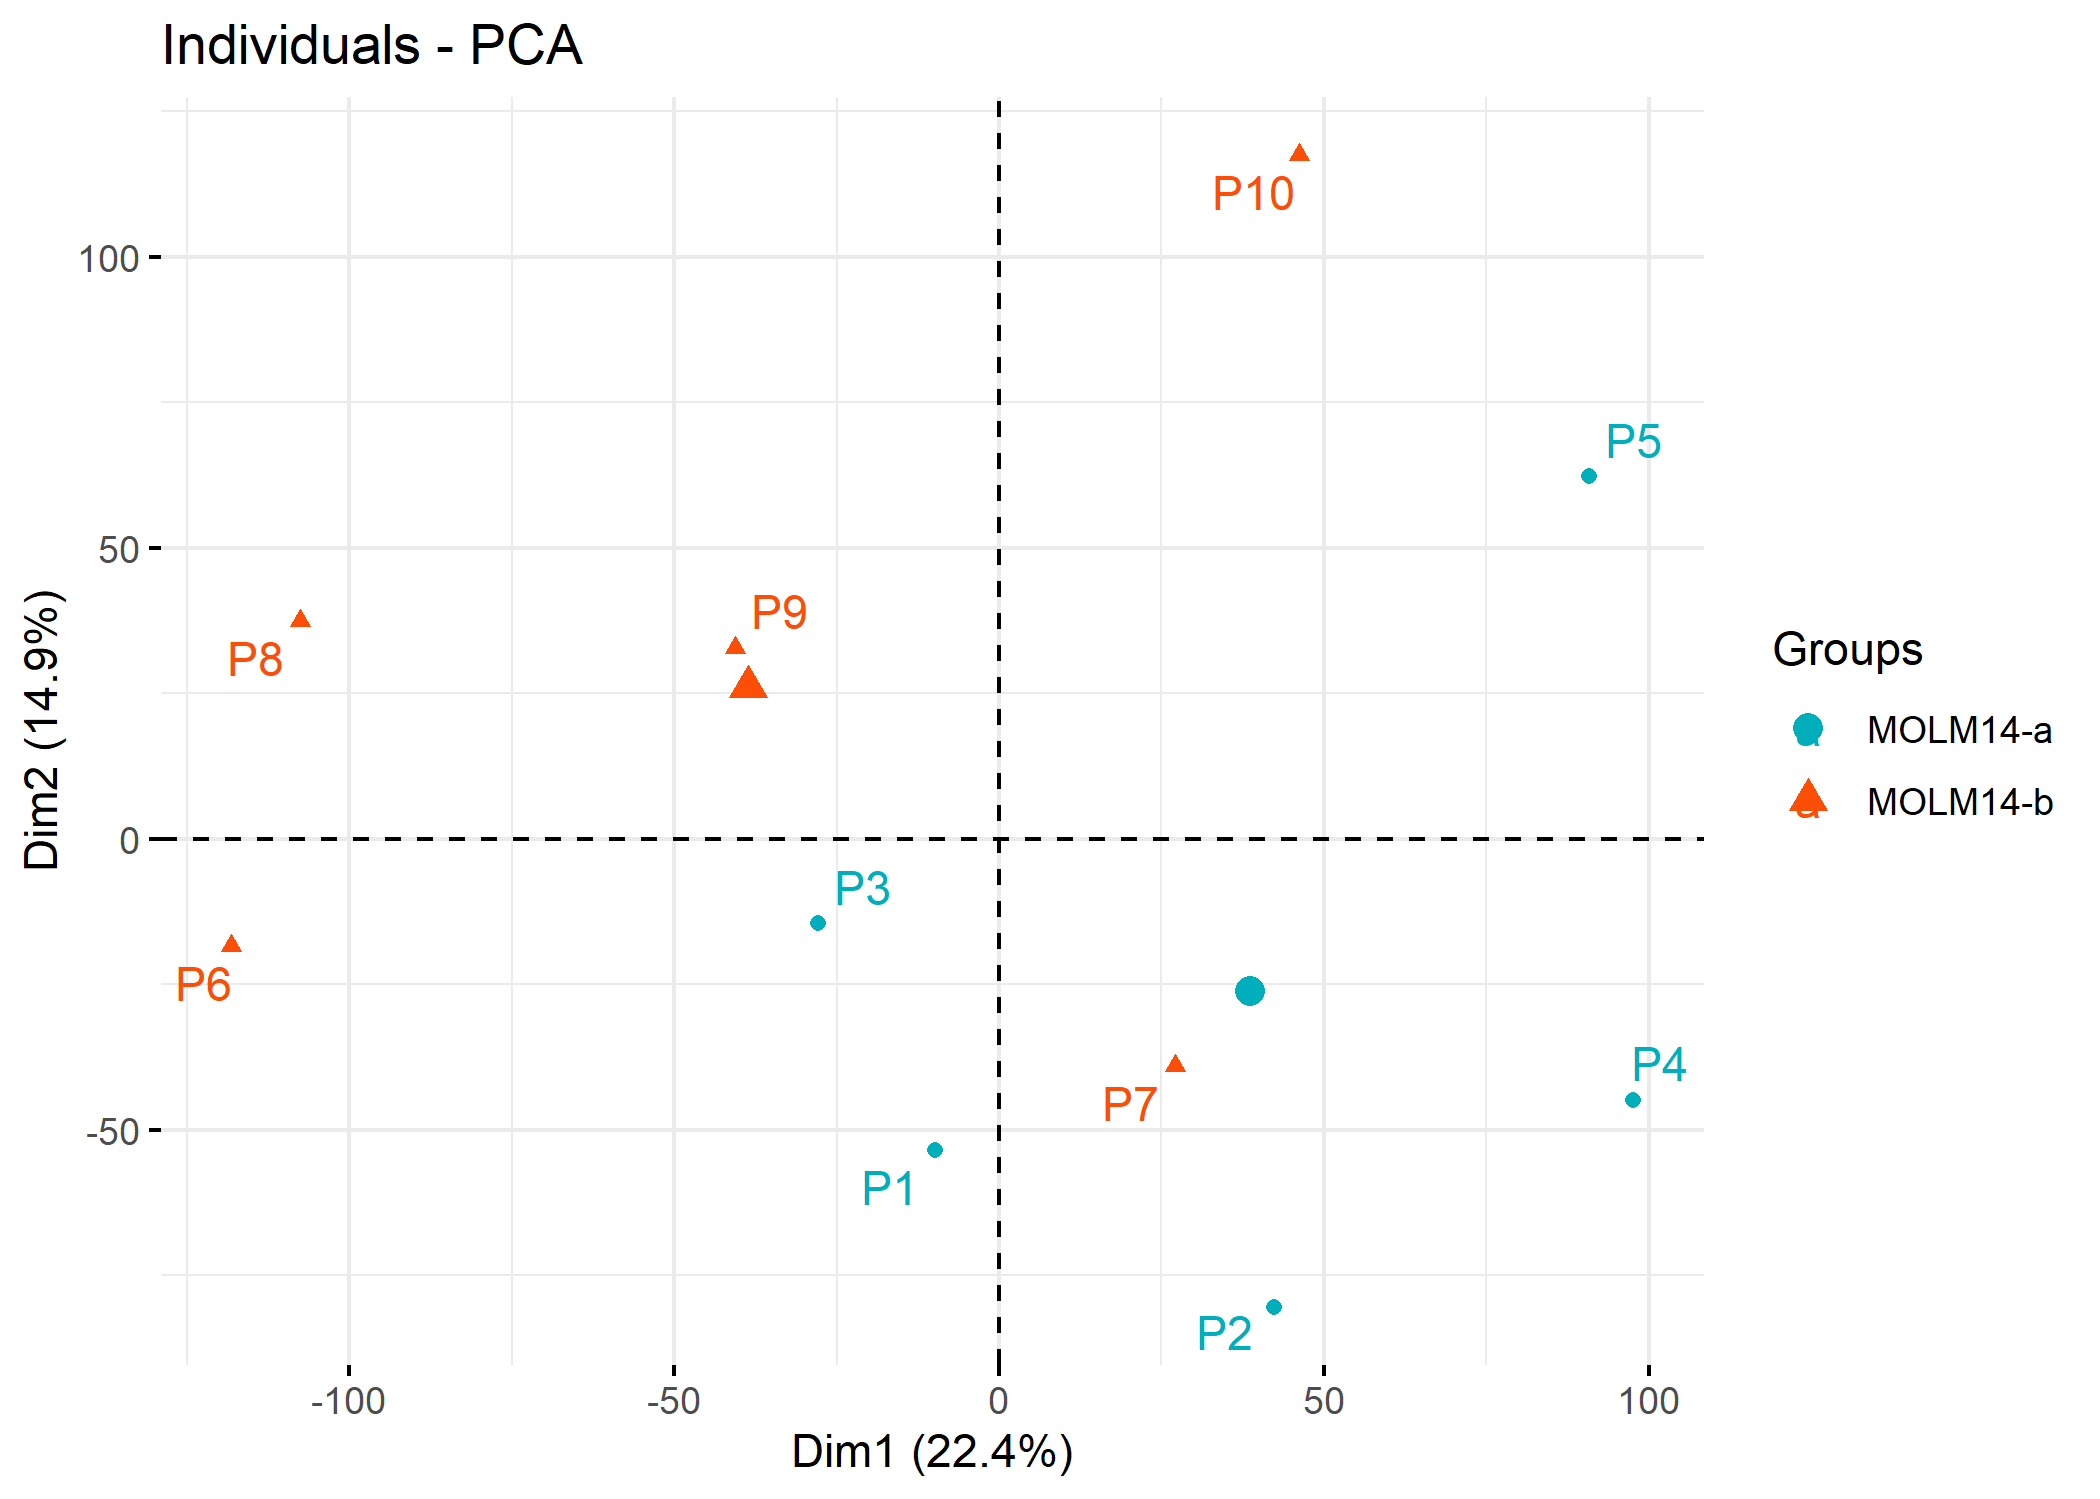 Individuals - PCA
P10
100
P5
50
P9
P8
Dim2 (14.9%)
Groups
a MOLM14-a
a MOLM14-b
0
P3
P6
P4
P7
-50
P1
P2
-100 -50 0 50 100
Dim1 (22.4%)